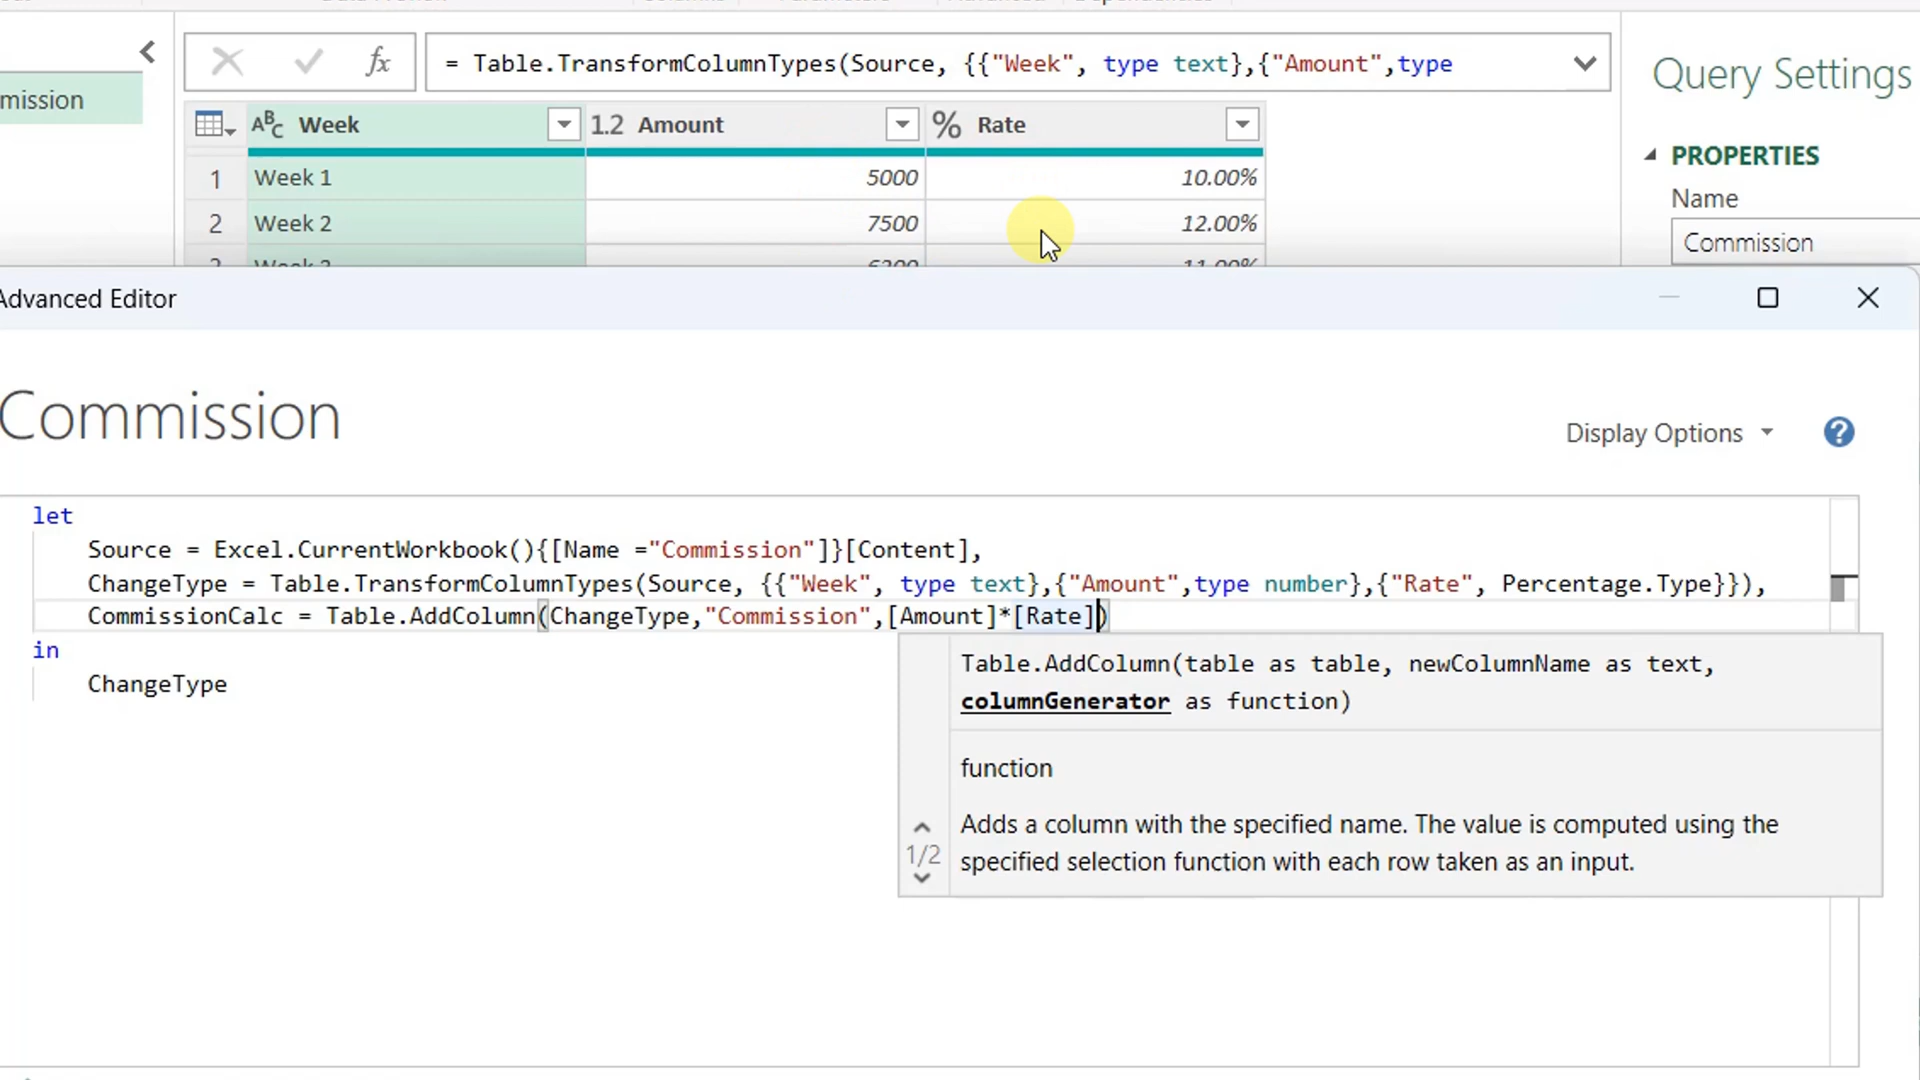 mission
fx
= Table.TransformColumnTypes(Source, {{"Week", type text},{"Amount",type
Query Settings
ABC Week 1.2 Amount % Rate
PROPERTIES
1 Week 1 5000 10.00%
Name
2 Week 2 7500 12.00%
Commission
Advanced Editor
Commission
Display Options
?
let
Source = Excel.CurrentWorkbook(){[Name ="Commission"]}[Content],
ChangeType = Table.TransformColumnTypes(Source, {{"Week", type text},{"Amount",type number},{"Rate", Percentage.Type}}),
CommissionCalc = Table.AddColumn(ChangeType,"Commission",[Amount]*[Rate])
in
ChangeType
Table.AddColumn(table as table, newColumnName as text,
columnGenerator as function)
function
Adds a column with the specified name. The value is computed using the
1/2
specified selection function with each row taken as an input.